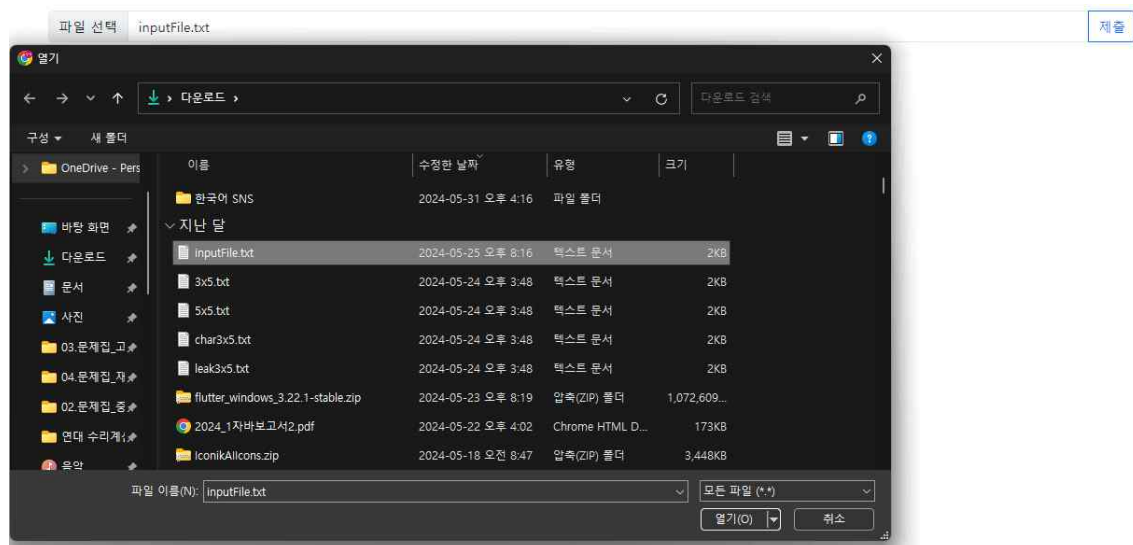 파일 선택 inputFile.txt 제출
열기
다운로드 다운로드 검색
구성 새 폴더
이름 수정한 날짜 유형 크기
OneDrive - Pers
한국어 SNS 2024-05-31 오후 4:16 파일 폴더
바탕 화면
지난 달
다운로드
inputFile.txt 2024-05-25 오후 8:16 텍스트 문서 2KB
문서
3x5.txt 2024-05-24 오후 3:48 텍스트 문서 2KB
사진
5x5.txt 2024-05-24 오후 3:48 텍스트 문서 2KB
03.문제집_고
char3x5.txt 2024-05-24 오후 3:48 텍스트 문서 2KB
04.문제집_재
leak3x5.txt 2024-05-24 오후 3:48 텍스트 문서 2KB
02.문제집_중
flutter_windows_3.22.1-stable.zip 2024-05-23 오후 8:19 압축(ZIP) 폴더 1,072,609...
연대 수리계
2024_1자바보고서2.pdf 2024-05-22 오후 4:02 Chrome HTML D... 173KB
음악
IconikAIIcons.zip 2024-05-18 오전 8:47 압축(ZIP) 폴더 3,448KB
파일 이름(N): inputFile.txt 모든 파일 (*.*)
열기(O) 취소